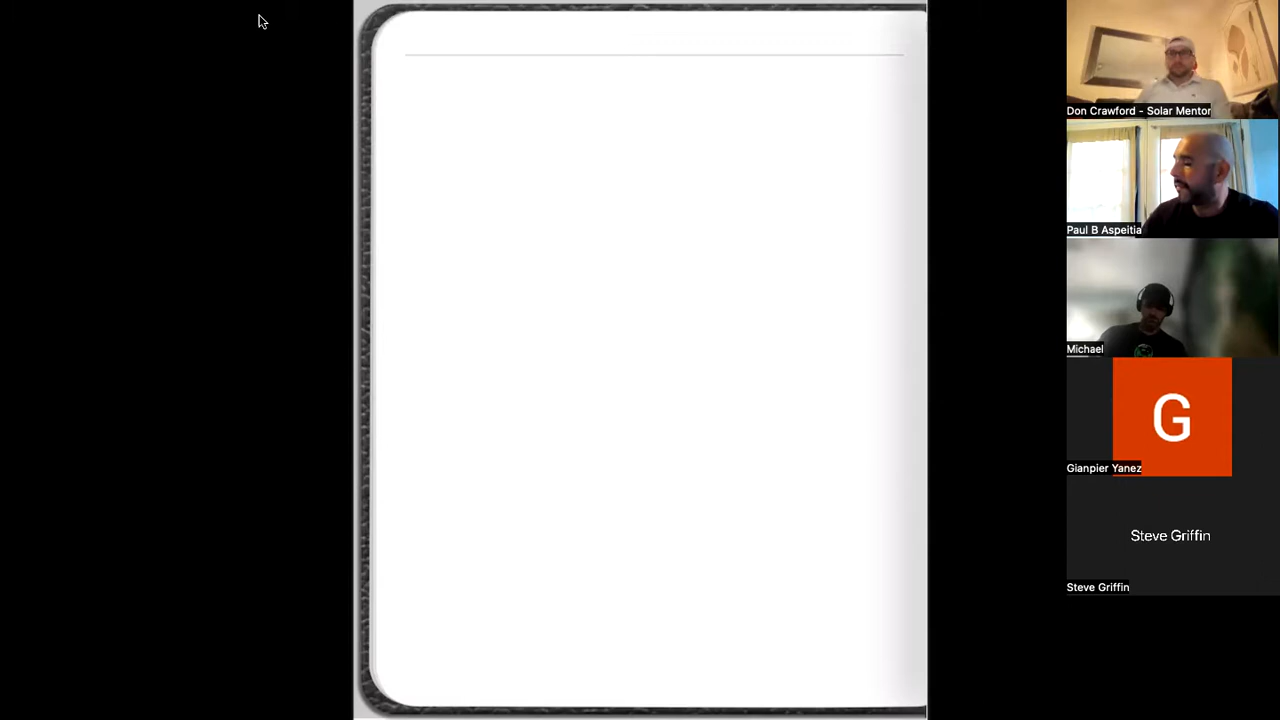 Don Crawford - Solar Mentor
Paul B Aspeitia
Michael
G
Gianpier Yanez
Steve Griffin
Steve Griffin